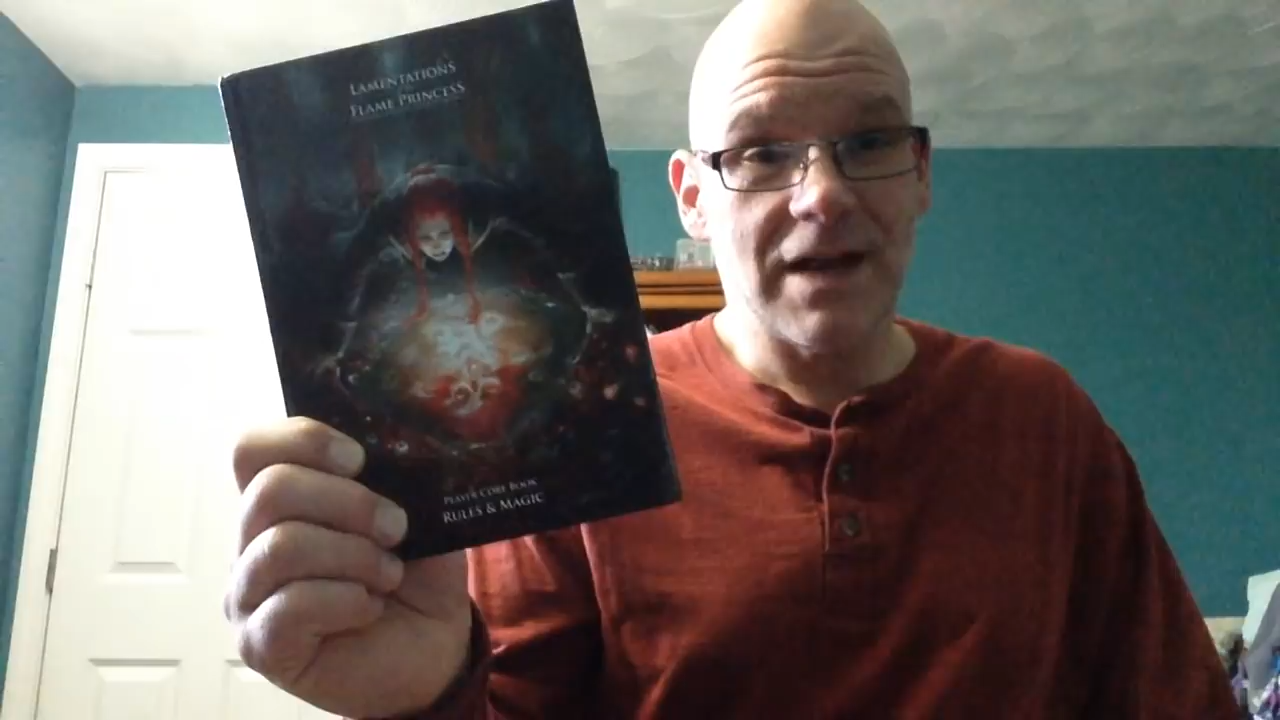 LAMENTATIONS
FLAME PRINCESS
PLAYER CORE BOOK
RULES & MAGIC